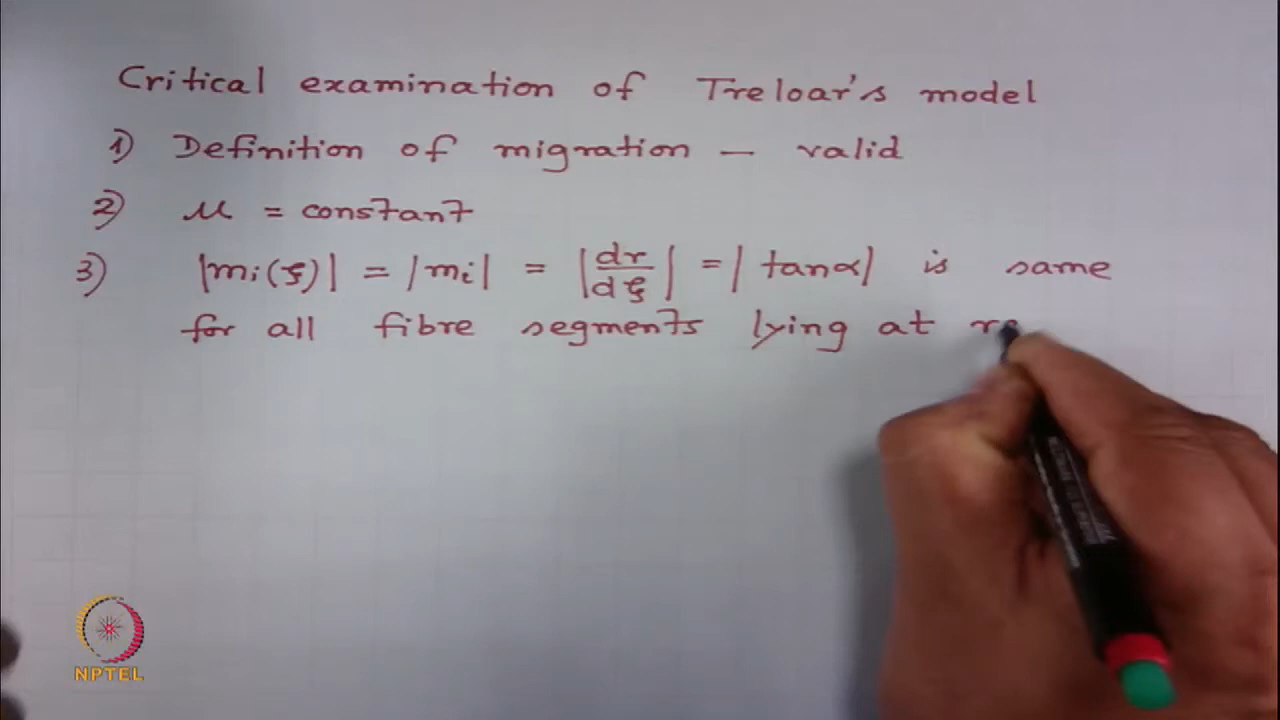 Critical examination of Treloar's model
1) Definition of migration — valid
2) μ = constant
3) |mi(ξ)| = |mi| = |dr/dξ| = |tanα| is same
for all fibre segments lying at
NPTEL